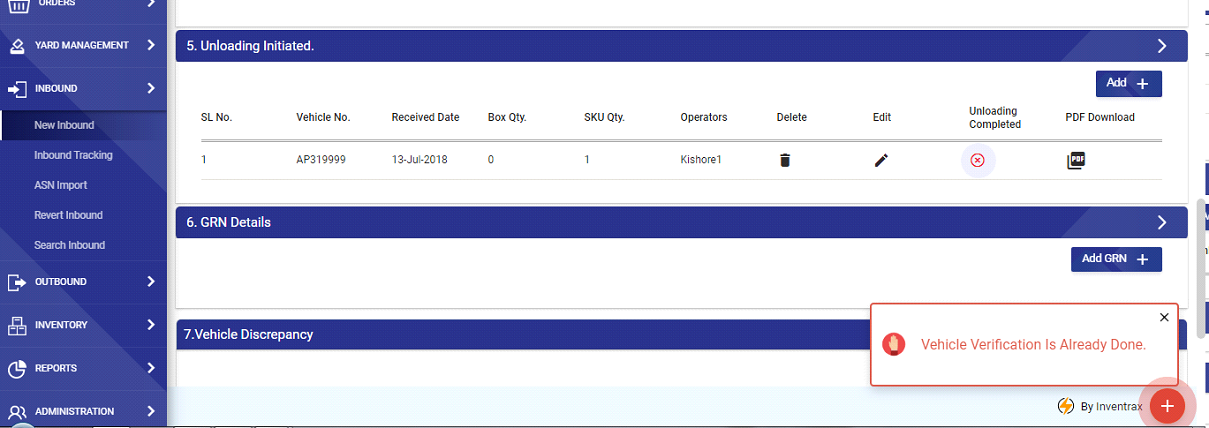 ORDERS
YARD MANAGEMENT
INBOUND
New Inbound
Inbound Tracking
ASN Import
Revert Inbound
Search Inbound
OUTBOUND
INVENTORY
REPORTS
ADMINISTRATION
5. Unloading Initiated.
Add +
SL No. Vehicle No. Received Date Box Qty. SKU Qty. Operators Delete Edit Unloading Completed PDF Download
1 AP319999 13-Jul-2018 0 1 Kishore1 PDF
6. GRN Details
Add GRN +
7.Vehicle Discrepancy
Vehicle Verification Is Already Done.
By Inventrax